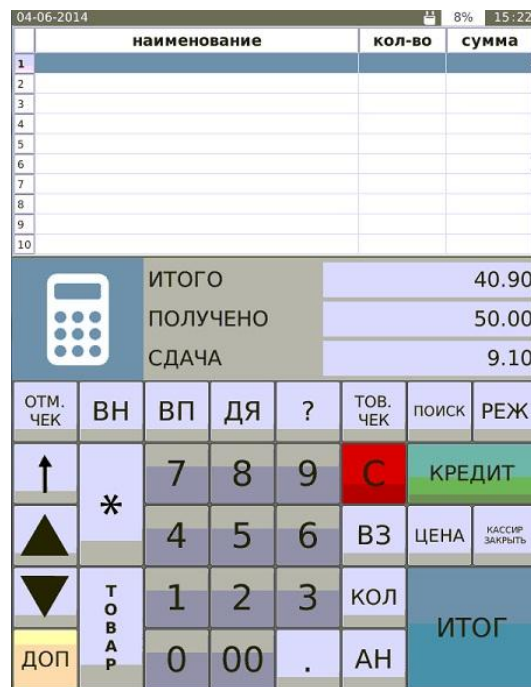 04-06-2014 8% 15:22
наименование кол-во сумма
1
2
3
4
5
6
7
8
9
10
ИТОГО 40.90
ПОЛУЧЕНО 50.00
СДАЧА 9.10
ОТМ. ЧЕК ВН ВП ДЯ ? ТОВ. ЧЕК ПОИСК РЕЖ
* 7 8 9 С КРЕДИТ
4 5 6 ВЗ ЦЕНА КАССИР ЗАКРЫТЬ
ТОВАР 1 2 3 КОЛ ИТОГ
ДОП 0 00 . АН